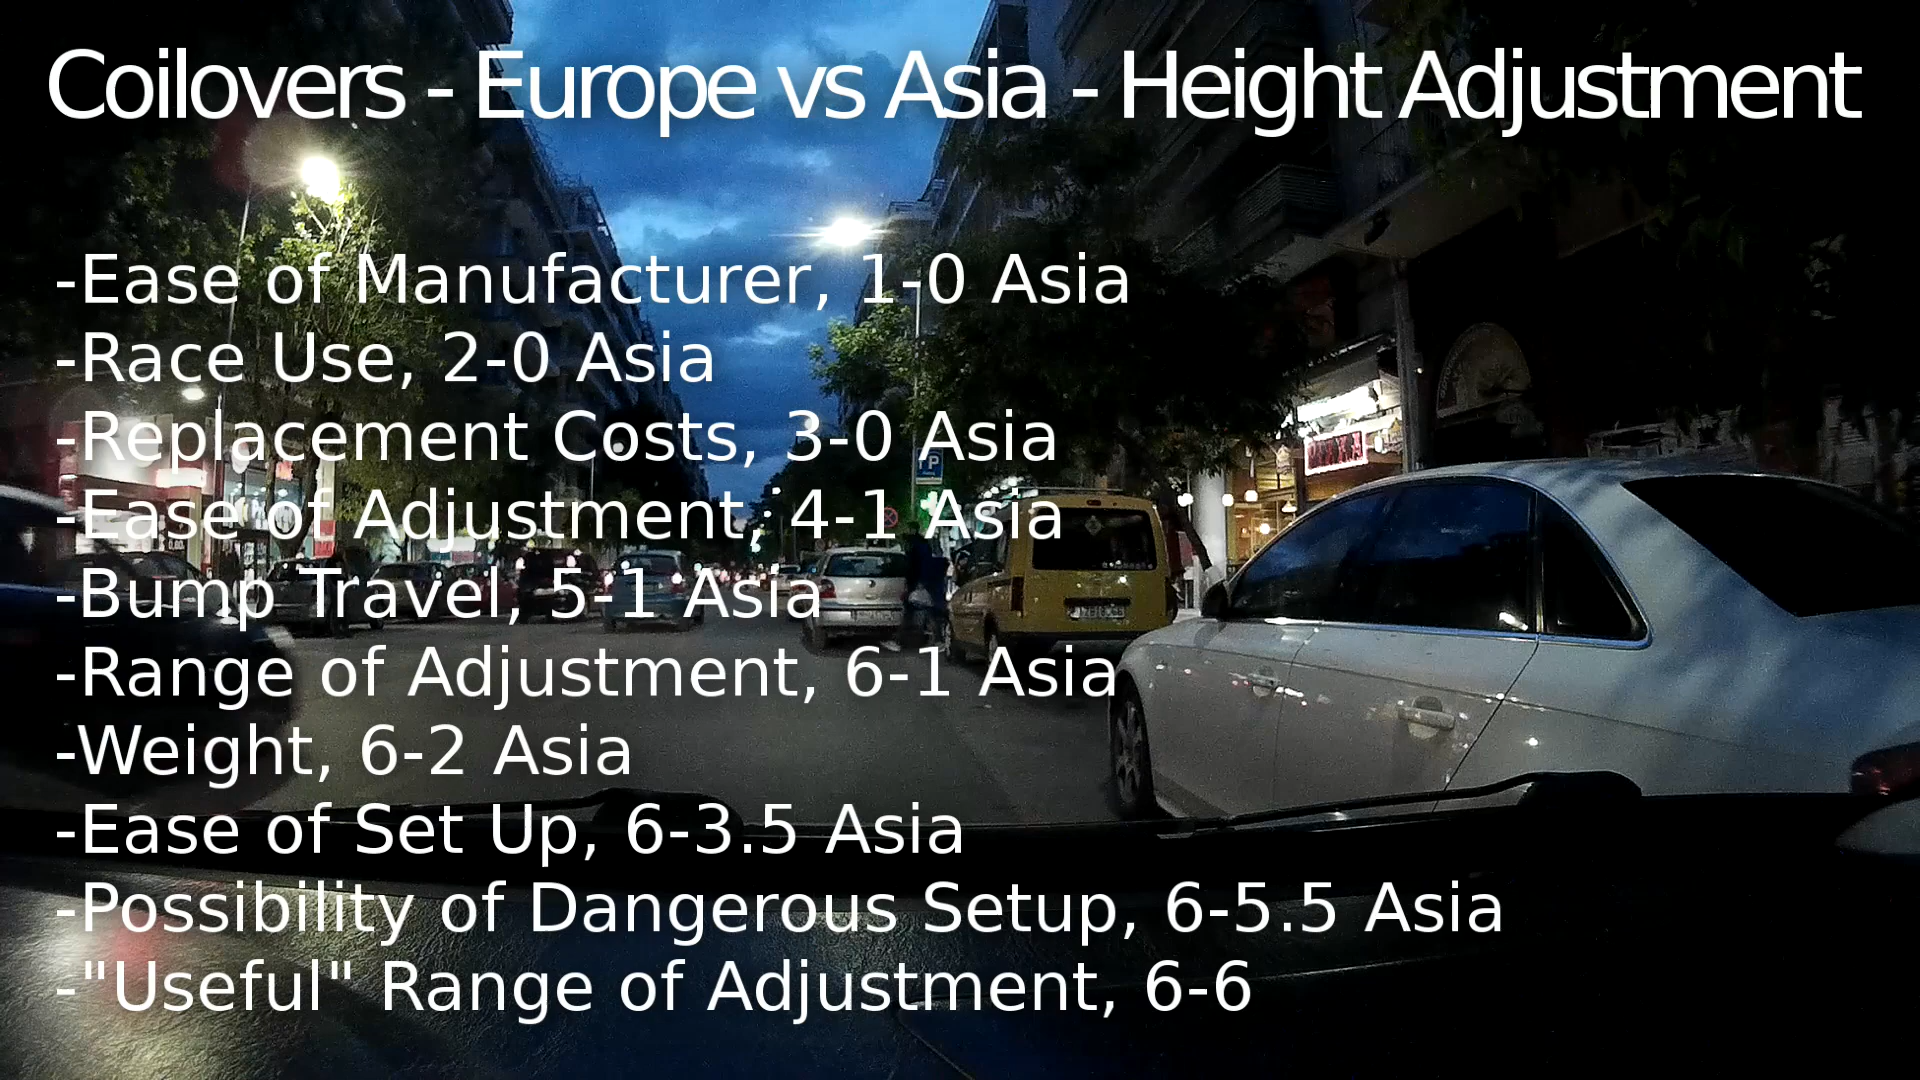 Coilovers - Europe vs Asia - Height Adjustment
-Ease of Manufacturer, 1-0 Asia
-Race Use, 2-0 Asia
-Replacement Costs, 3-0 Asia
-Ease of Adjustment, 4-1 Asia
-Bump Travel, 5-1 Asia
-Range of Adjustment, 6-1 Asia
-Weight, 6-2 Asia
-Ease of Set Up, 6-3.5 Asia
-Possibility of Dangerous Setup, 6-5.5 Asia
-"Useful" Range of Adjustment, 6-6